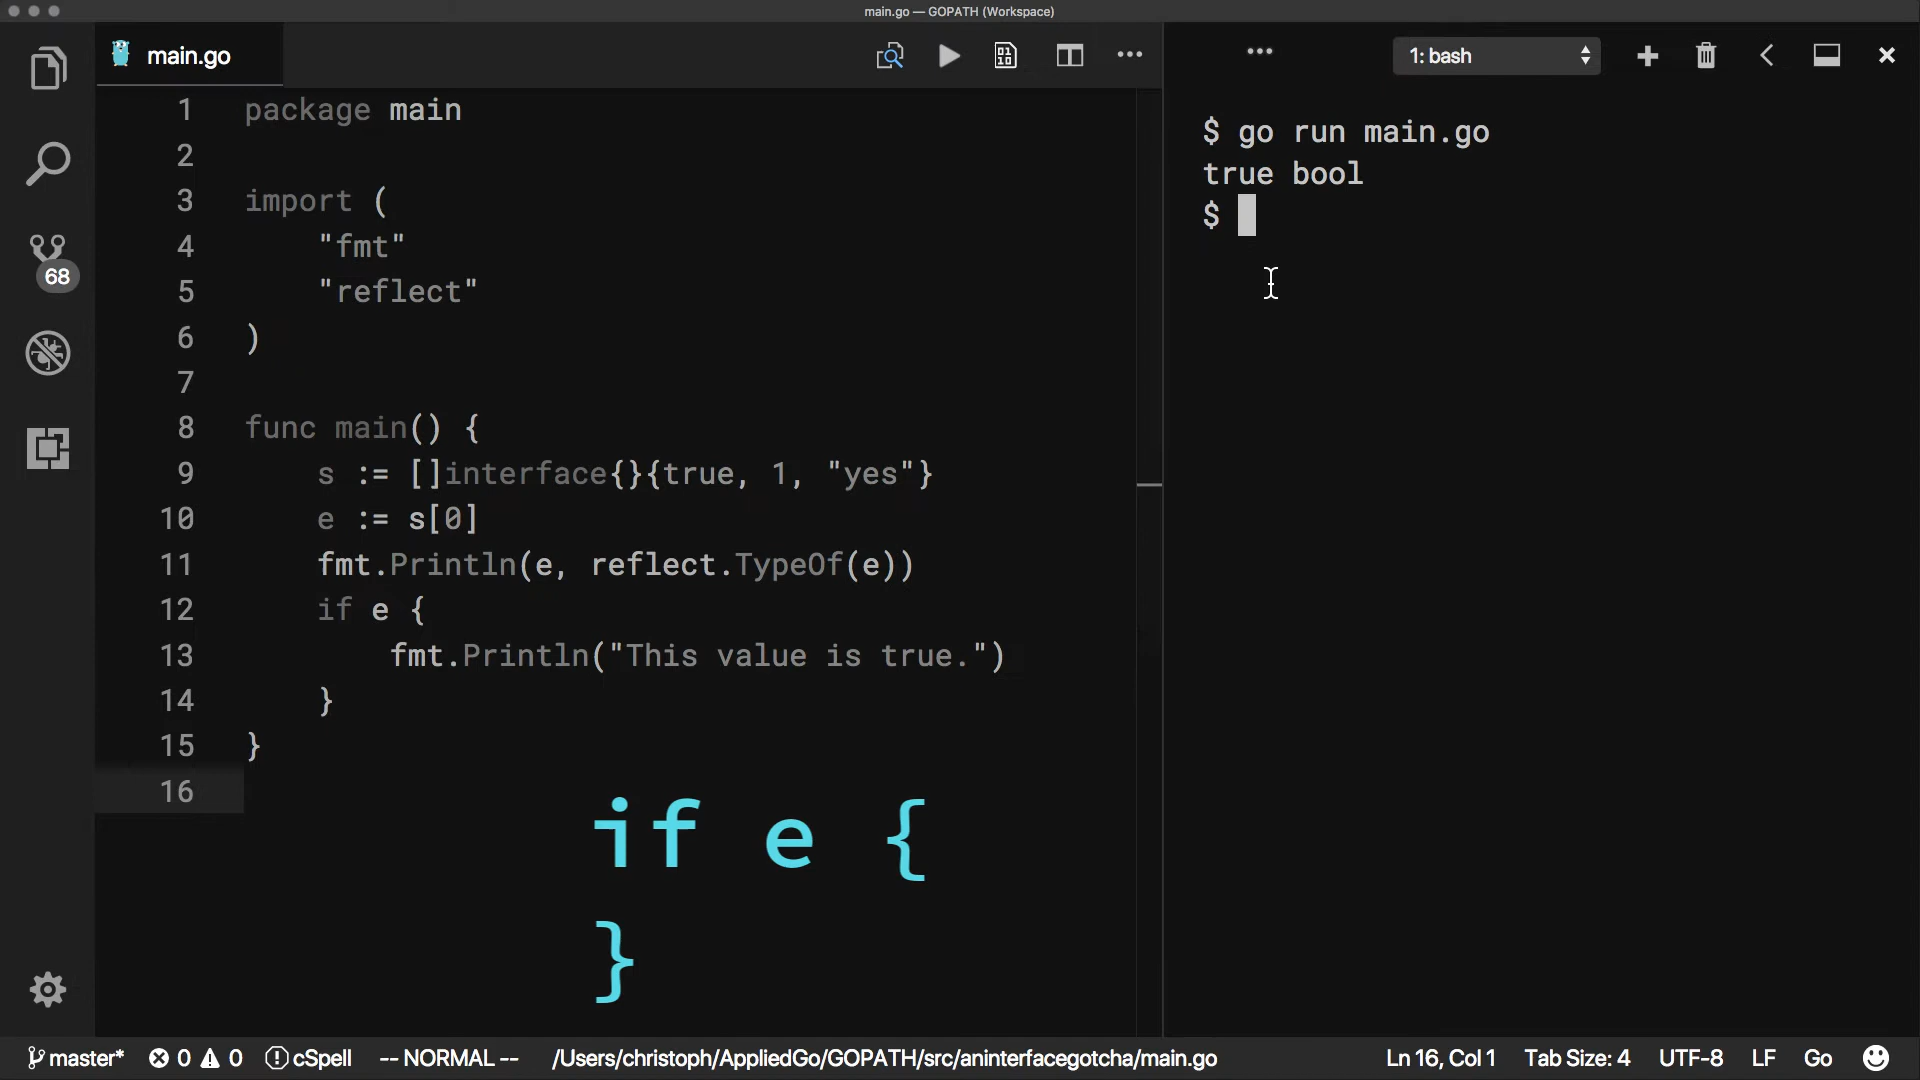 main.go — GOPATH (Workspace)
main.go
1: bash
1 package main
2
3 import (
4 "fmt"
5 "reflect"
6 )
7
8 func main() {
9 s := []interface{}{true, 1, "yes"}
10 e := s[0]
11 fmt.Println(e, reflect.TypeOf(e))
12 if e {
13 fmt.Println("This value is true.")
14 }
15 }
16
if e {
}
$ go run main.go
true bool
$
68
master* 0 0 cSpell -- NORMAL -- /Users/christoph/AppliedGo/GOPATH/src/aninterfacegotcha/main.go Ln 16, Col 1 Tab Size: 4 UTF-8 LF Go